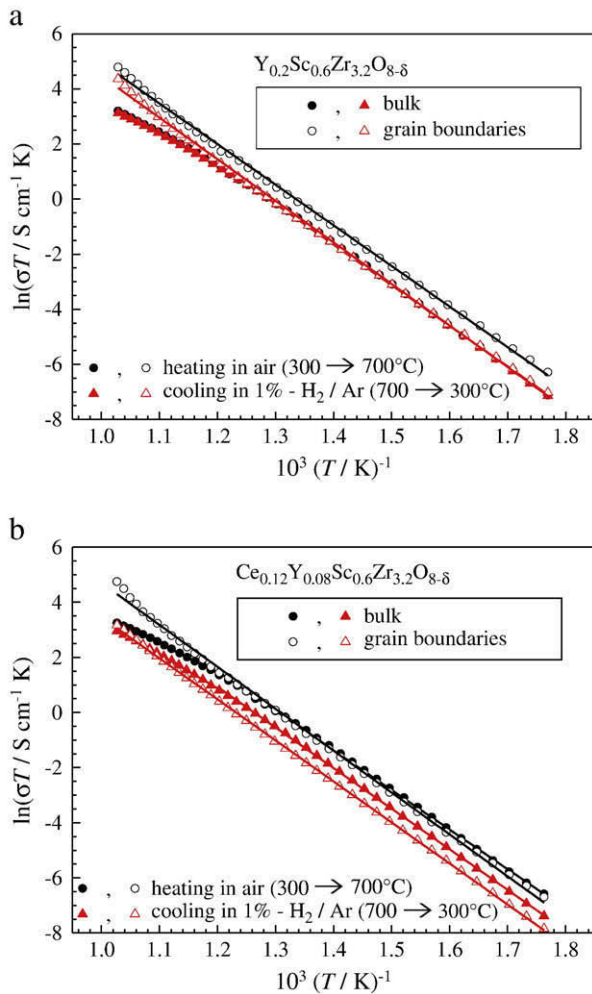 a
Y0.2Sc0.6Zr3.2O8-δ
● , ▲ bulk
○ , △ grain boundaries
6
4
2
0
-2
-4
-6
-8
ln(σT / S cm-1 K)
● , ○ heating in air (300 → 700°C)
▲ , △ cooling in 1% - H2 / Ar (700 → 300°C)
1.0 1.1 1.2 1.3 1.4 1.5 1.6 1.7 1.8
10³ (T / K)-1
b
Ce0.12Y0.08Sc0.6Zr3.2O8-δ
● , ▲ bulk
○ , △ grain boundaries
6
4
2
0
-2
-4
-6
-8
ln(σT / S cm-1 K)
● , ○ heating in air (300 → 700°C)
▲ , △ cooling in 1% - H2 / Ar (700 → 300°C)
1.0 1.1 1.2 1.3 1.4 1.5 1.6 1.7 1.8
10³ (T / K)-1